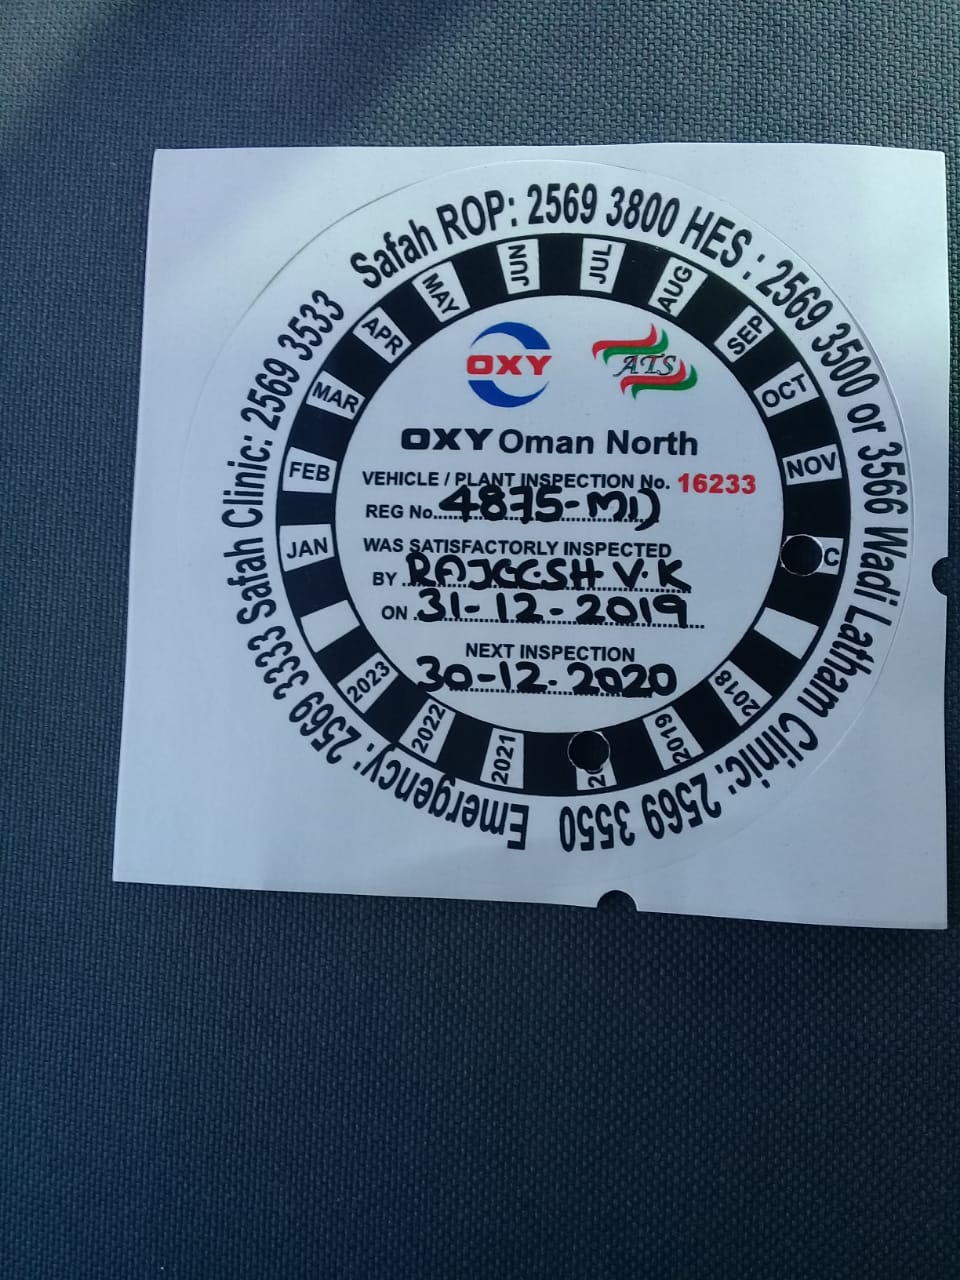 Safah ROP: 2569 3800 HES : 2569 3500 or 3566 Wadi Latham Clinic: 2569 3550
Emergency: 2569 3333 Safah Clinic: 2569 3533
JAN
FEB
MAR
APR
MAY
JUN
JUL
AUG
SEP
OCT
NOV
C
2018
2019
20
2021
2022
2023
OXY
ATS
OXY Oman North
VEHICLE / PLANT INSPECTION No. 16233
REG No. 4875-MD
WAS SATISFACTORLY INSPECTED
BY RAJEESH V.K
ON 31-12-2019
NEXT INSPECTION
30-12-2020